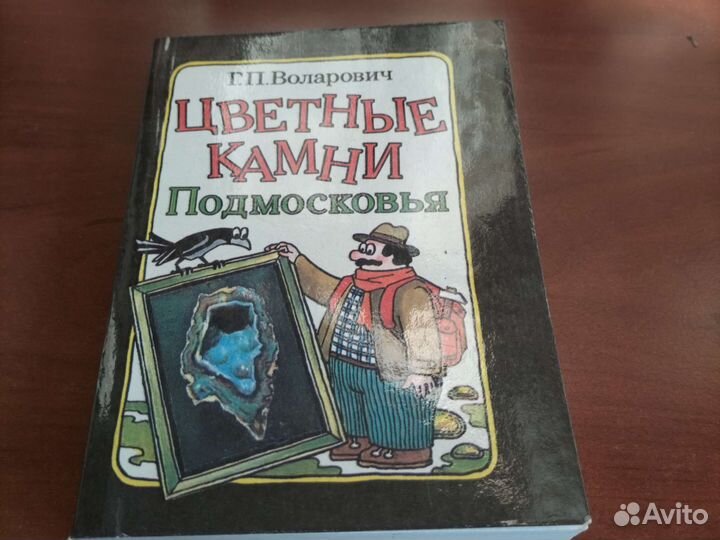 Г.П.Воларович
ЦВЕТНЫЕ
КАМНИ
Подмосковья
Avito